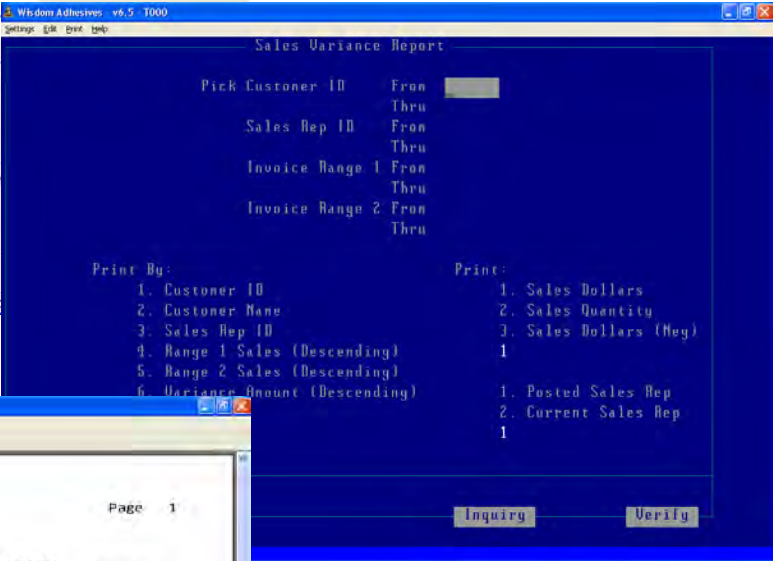 Wisdom Adhesives - v6.5 - T000
Settings Edit Print Help
Sales Variance Report
Pick Customer ID From
Thru
Sales Rep ID From
Thru
Invoice Range 1 From
Thru
Invoice Range 2 From
Thru
Print By:
1. Customer ID
2. Customer Name
3. Sales Rep ID
4. Range 1 Sales (Descending)
5. Range 2 Sales (Descending)
6. Variance Amount (Descending)
Print:
1. Sales Dollars
2. Sales Quantity
3. Sales Dollars (Neg)
1
1. Posted Sales Rep
2. Current Sales Rep
1
Page 1
Inquiry Verify